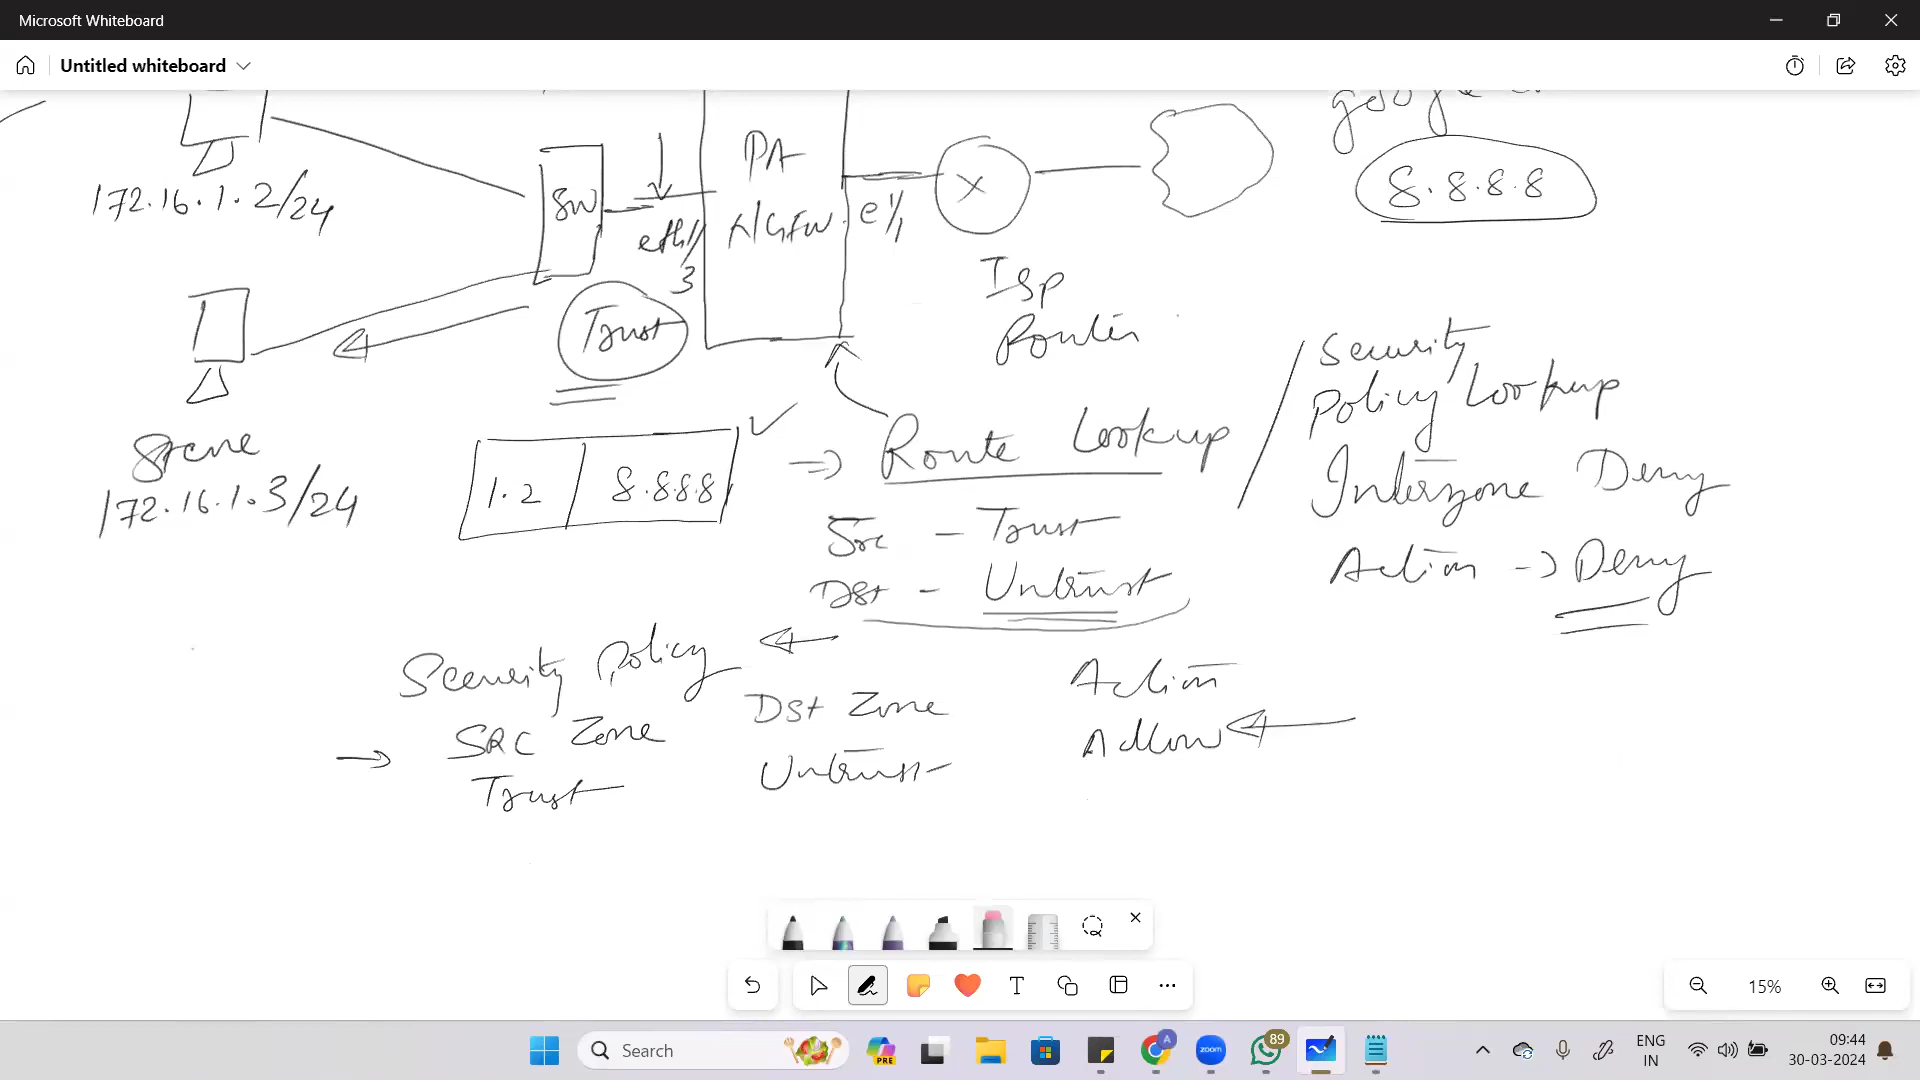 Microsoft Whiteboard
Untitled whiteboard
172.16.1.2/24
SW
eth1/3
PA
NGFW
e1/1
8.8.8.8
ISP
Router
Trust
172.16.1.3/24
1.2 | 8.8.8.8
=> Route Lookup
Src - Trust
Dst - Untrust
Security
Policy Lookup
Interzone Deny
Action -> Deny
Security Policy
SRC Zone
Trust
Dst Zone
Untrust
Action
Allow
15%
Search
PRE
A
zoom
89
ENG
IN
09:44
30-03-2024